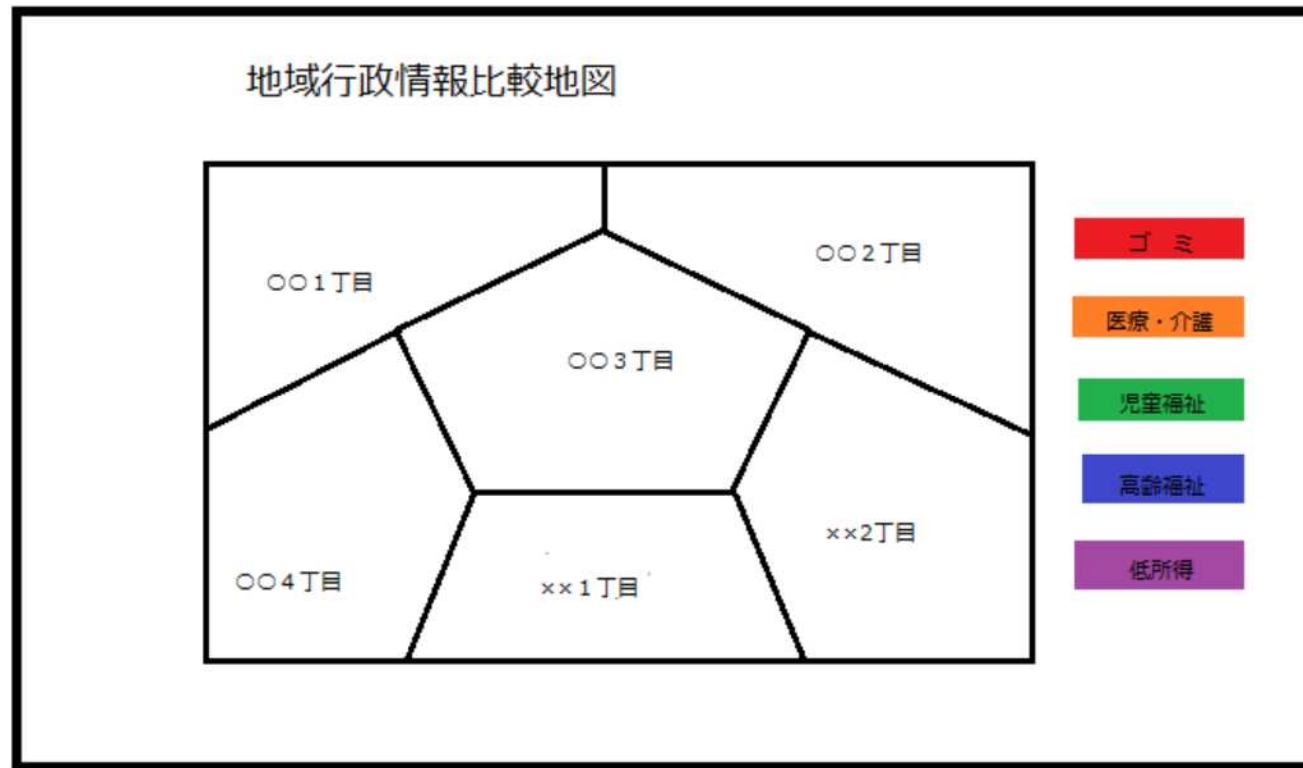 地域行政情報比較地図
○○1丁目
○○2丁目
○○3丁目
○○4丁目
××1丁目
××2丁目
ゴ ミ
医療・介護
児童福祉
高齢福祉
低所得